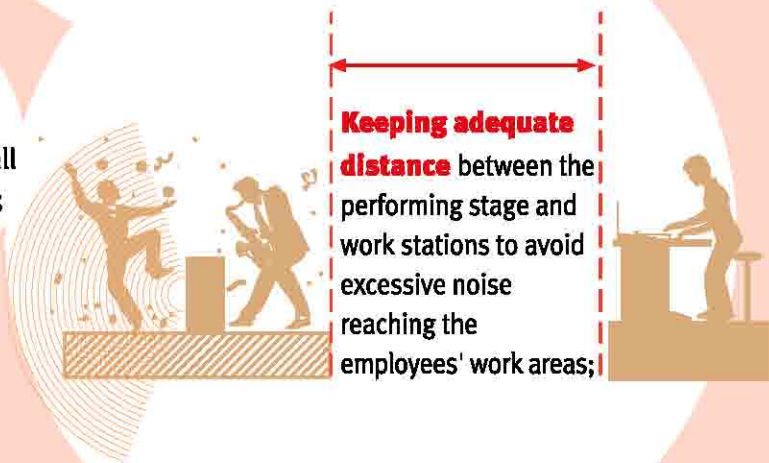 Keeping adequate
distance between the
performing stage and
work stations to avoid
excessive noise
reaching the
employees' work areas;